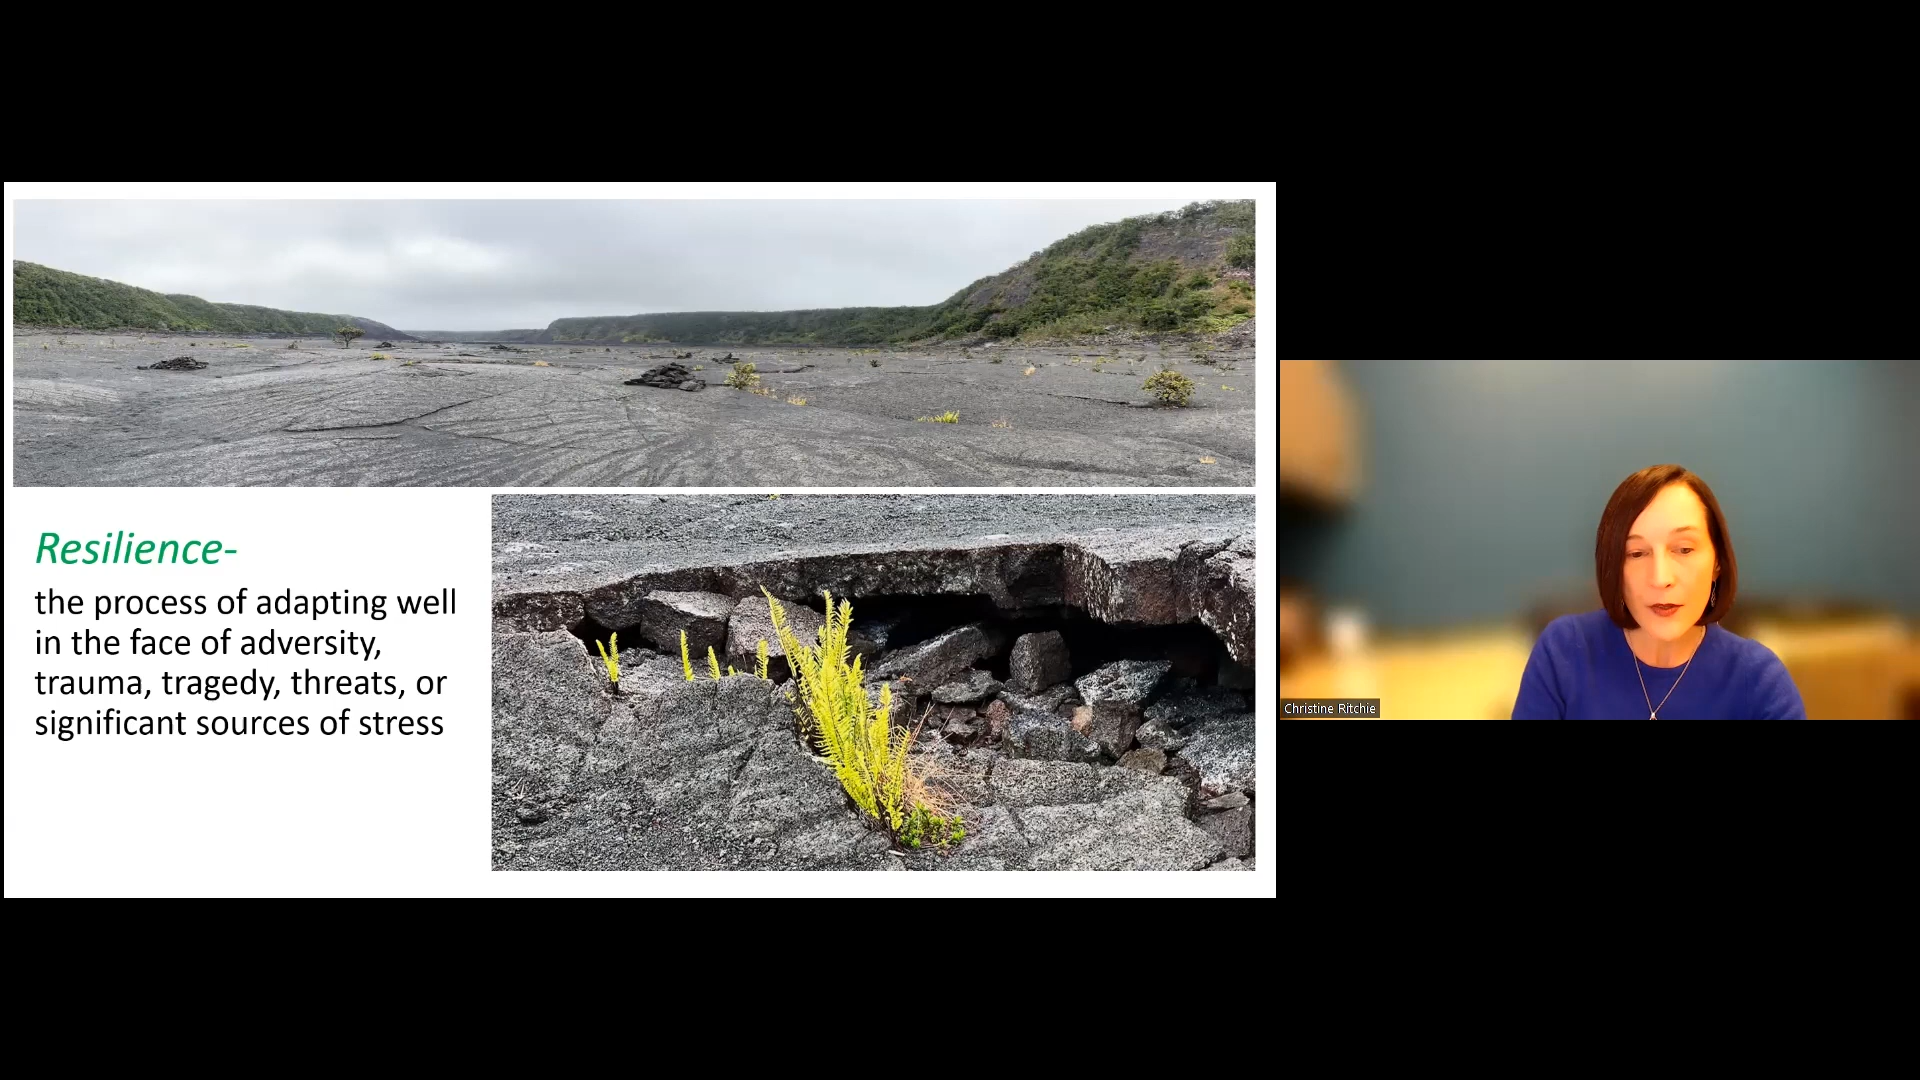 Resilience-
the process of adapting well
in the face of adversity,
trauma, tragedy, threats, or
significant sources of stress
Christine Ritchie